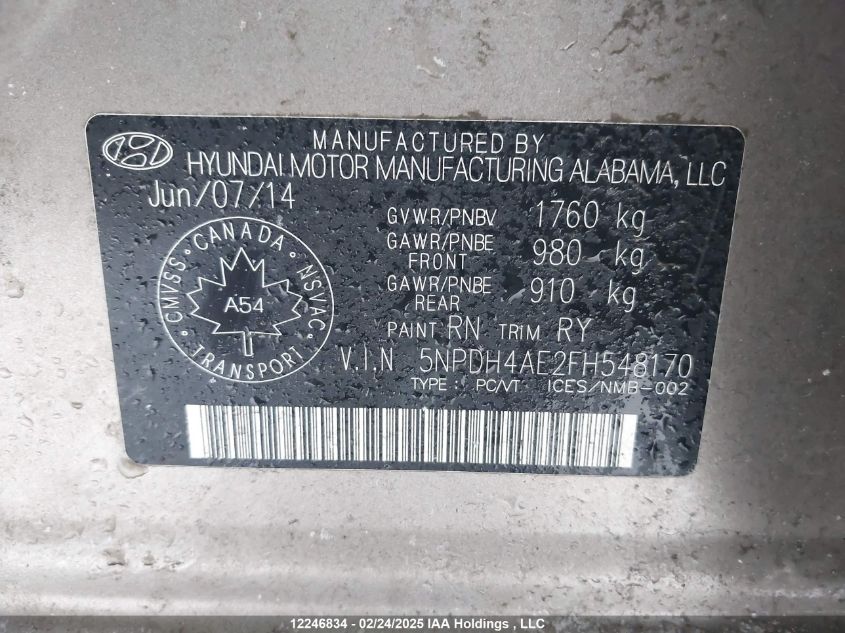 MANUFACTURED BY
HYUNDAI MOTOR MANUFACTURING ALABAMA, LLC
Jun/07/14
GVWR/PNBV 1760 kg
GAWR/PNBE FRONT 980 kg
GAWR/PNBE REAR 910 kg
PAINT RN TRIM RY
CANADA
CMVSS NSVAC
A54
TRANSPORT
V.I.N 5NPDH4AE2FH548170
TYPE : PC/VT ICES/NMB-002
12246834 - 02/24/2025 IAA Holdings , LLC